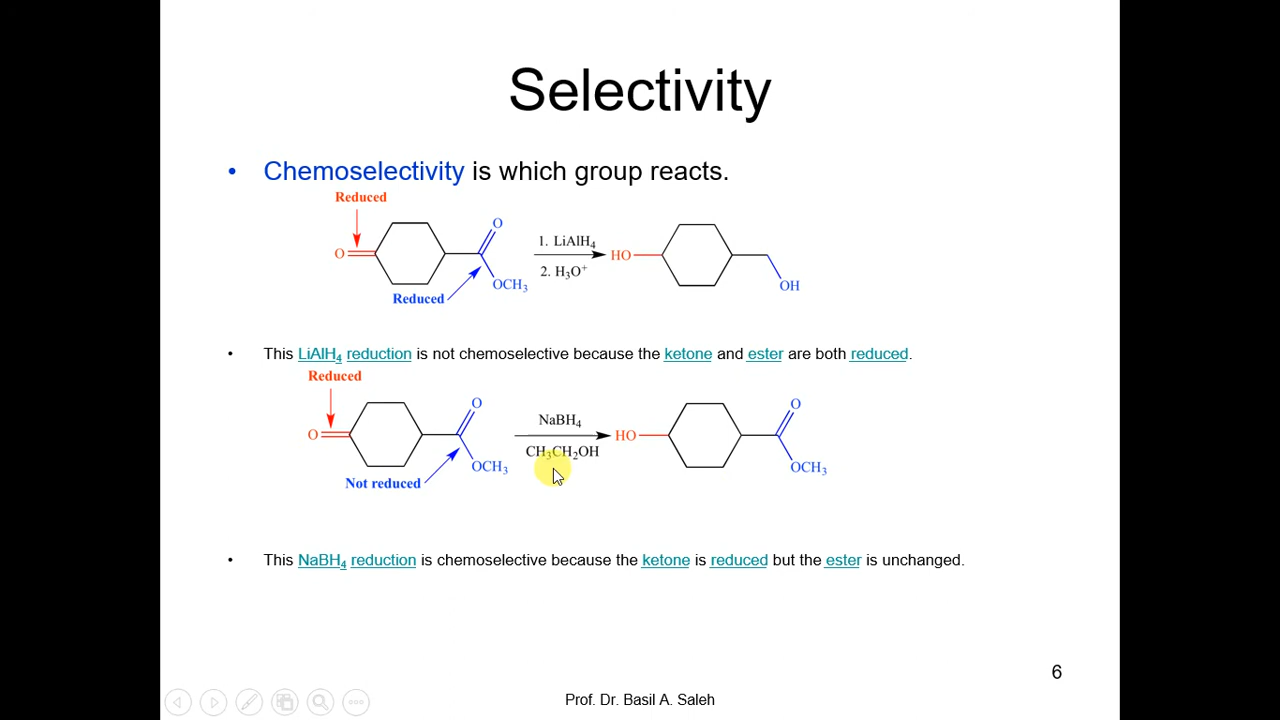 Selectivity
• Chemoselectivity is which group reacts.
Reduced
O
O
OCH₃
Reduced
1. LiAlH₄
2. H₃O⁺
HO
OH
• This LiAlH₄ reduction is not chemoselective because the ketone and ester are both reduced.
Reduced
O
O
OCH₃
Not reduced
NaBH₄
CH₃CH₂OH
HO
O
OCH₃
• This NaBH₄ reduction is chemoselective because the ketone is reduced but the ester is unchanged.
6
Prof. Dr. Basil A. Saleh